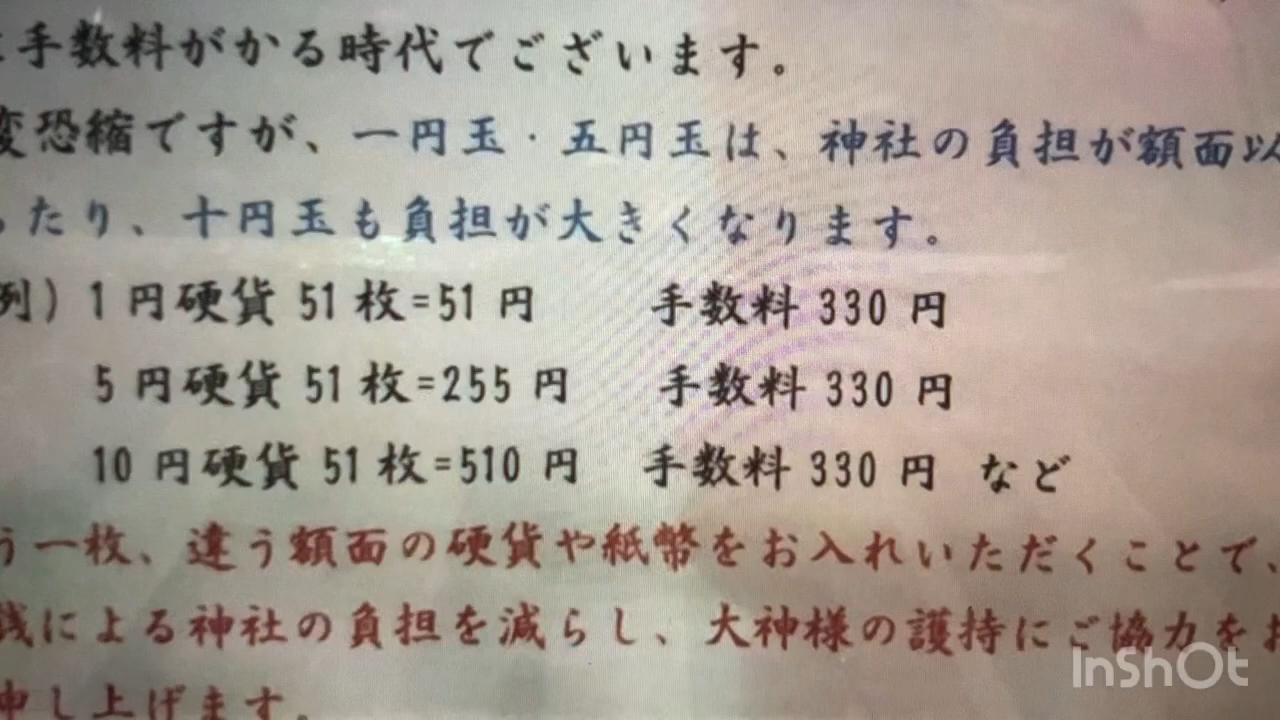 手数料がかる時代でございます。
変恐縮ですが、一円玉・五円玉は、神社の負担が額面以
ったり、十円玉も負担が大きくなります。
例）1円硬貨 51枚=51円 手数料 330円
5円硬貨 51枚=255円 手数料 330円
10円硬貨 51枚=510円 手数料 330円 など
う一枚、違う額面の硬貨や紙幣をお入れいただくことで、
銭による神社の負担を減らし、大神様の護持にご協力をお
申し上げます。
InShOt